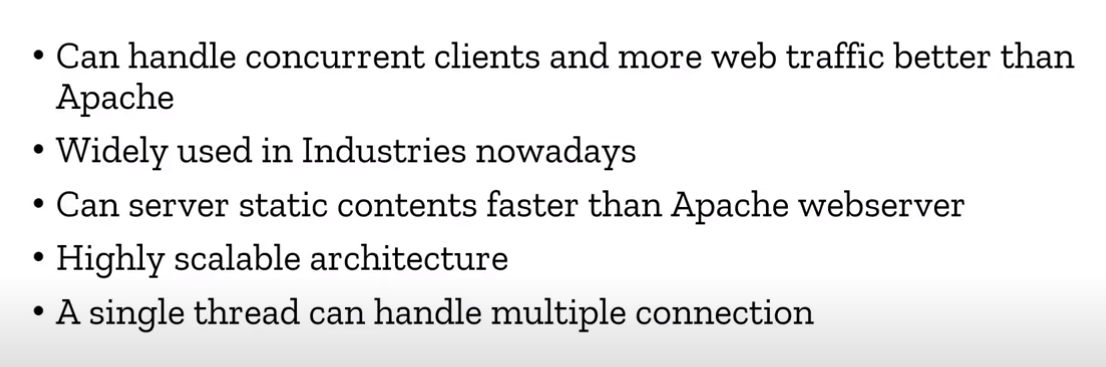 • Can handle concurrent clients and more web traffic better than
Apache
• Widely used in Industries nowadays
• Can server static contents faster than Apache webserver
• Highly scalable architecture
• A single thread can handle multiple connection